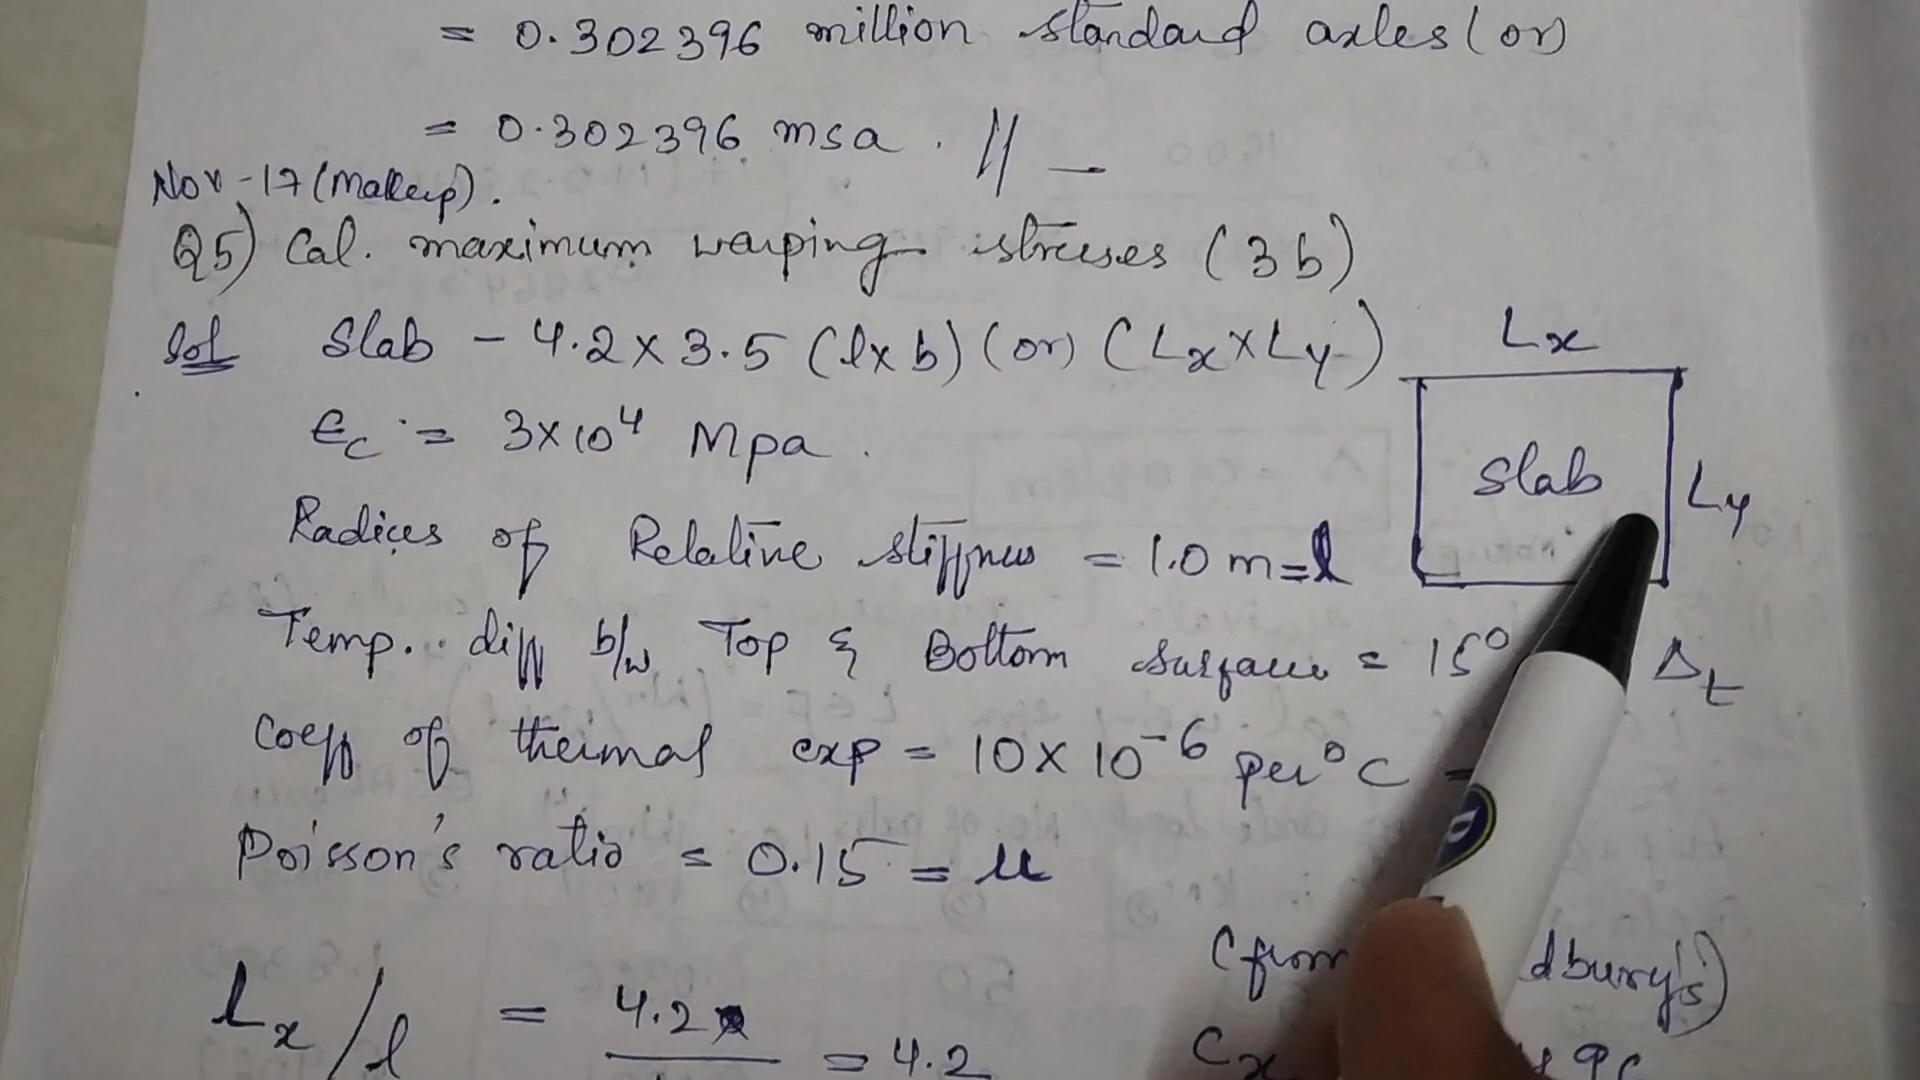 = 0.302396 million standard axles (or)
= 0.302396 msa. // —
Nov-17 (Makeup).
Q5) Cal. maximum warping stresses (3b)
Sol Slab - 4.2 x 3.5 (l x b) (or) (Lx x Ly)
Lx
Slab
Ly
Ec = 3x10⁴ Mpa.
Radices of Relative stiffness = 1.0 m = l
Temp. diff b/w Top & Bottom surface = 15° Δt
Coeff of thermal exp = 10 x 10⁻⁶ per °C =
Poisson's ratio = 0.15 = μ
(from dbury's)
Lx/l = 4.2 = 4.2
Cx